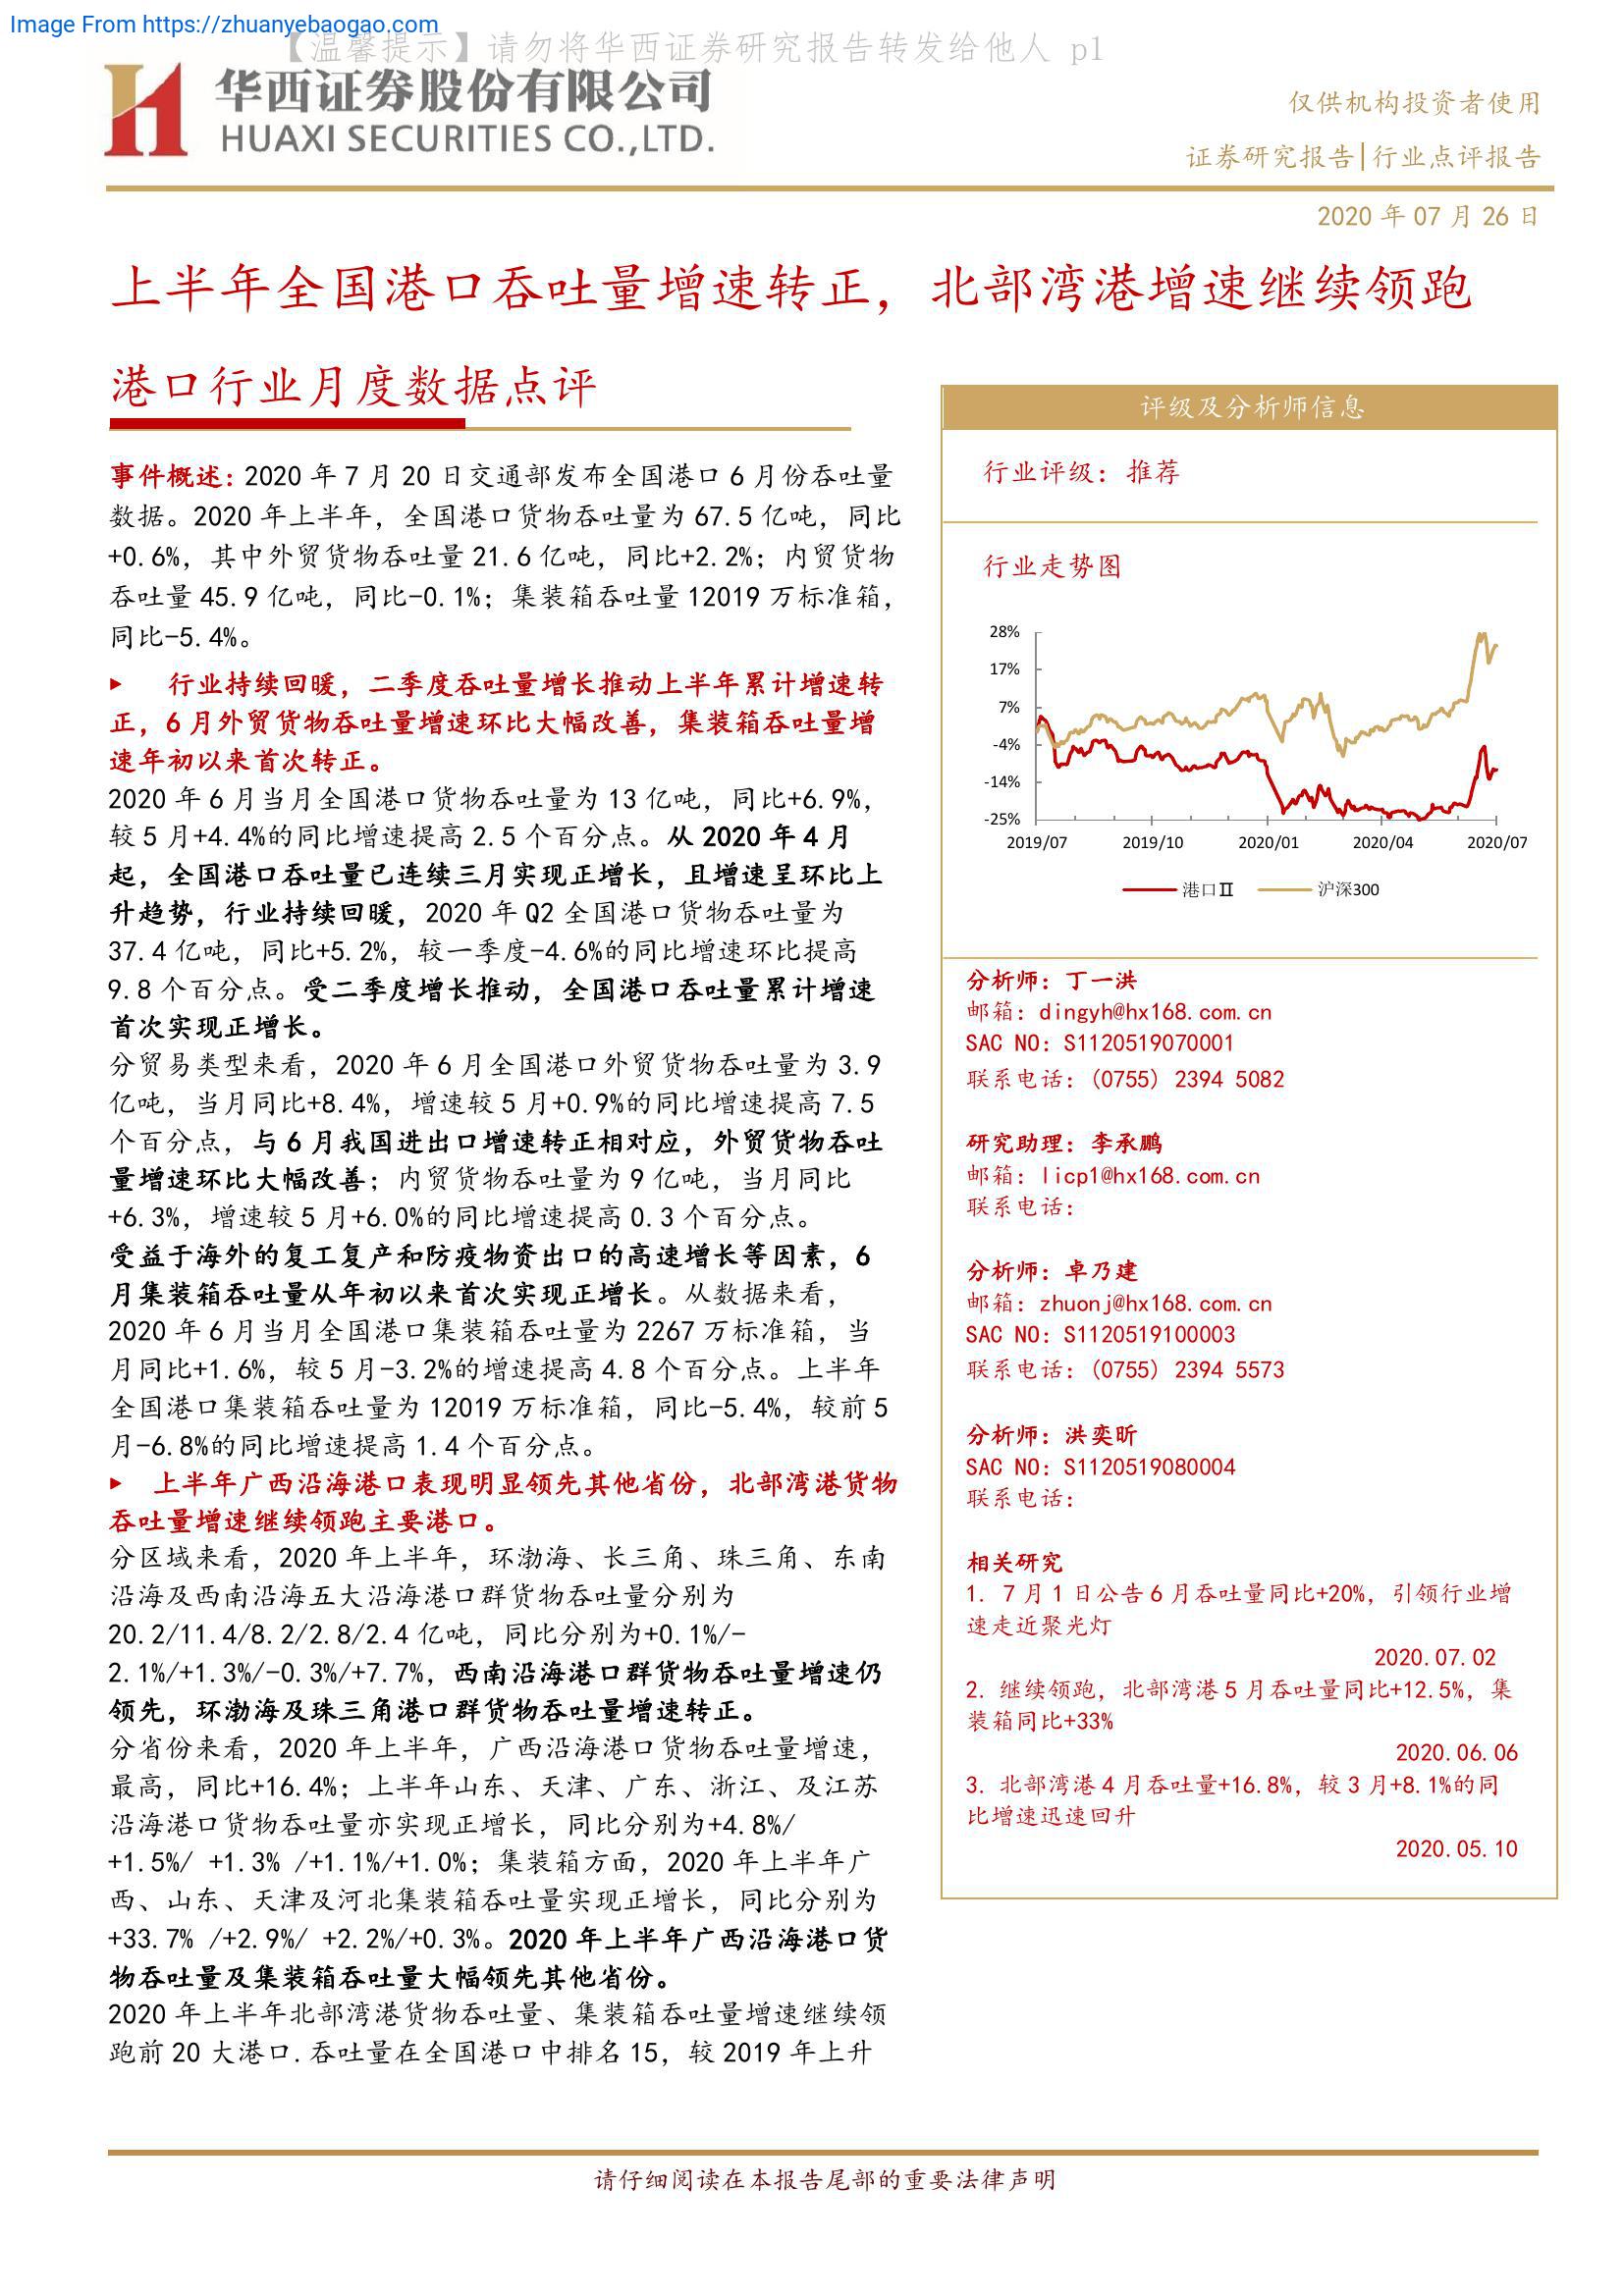 Image From https://zhuanyebaogao.com
【温馨提示】请勿将华西证券研究报告转发给他人 p1
华西证券股份有限公司
HUAXI SECURITIES CO.,LTD.
仅供机构投资者使用
证券研究报告|行业点评报告
2020 年 07 月 26 日
上半年全国港口吞吐量增速转正，北部湾港增速继续领跑
港口行业月度数据点评
事件概述：2020 年 7 月 20 日交通部发布全国港口 6 月份吞吐量
数据。2020 年上半年，全国港口货物吞吐量为 67.5 亿吨，同比
+0.6%，其中外贸货物吞吐量 21.6 亿吨，同比+2.2%；内贸货物
吞吐量 45.9 亿吨，同比-0.1%；集装箱吞吐量 12019 万标准箱，
同比-5.4%。
▶ 行业持续回暖，二季度吞吐量增长推动上半年累计增速转
正，6 月外贸货物吞吐量增速环比大幅改善，集装箱吞吐量增
速年初以来首次转正。
2020 年 6 月当月全国港口货物吞吐量为 13 亿吨，同比+6.9%，
较 5 月+4.4%的同比增速提高 2.5 个百分点。从 2020 年 4 月
起，全国港口吞吐量已连续三月实现正增长，且增速呈环比上
升趋势，行业持续回暖，2020 年 Q2 全国港口货物吞吐量为
37.4 亿吨，同比+5.2%，较一季度-4.6%的同比增速环比提高
9.8 个百分点。受二季度增长推动，全国港口吞吐量累计增速
首次实现正增长。
分贸易类型来看，2020 年 6 月全国港口外贸货物吞吐量为 3.9
亿吨，当月同比+8.4%，增速较 5 月+0.9%的同比增速提高 7.5
个百分点，与 6 月我国进出口增速转正相对应，外贸货物吞吐
量增速环比大幅改善；内贸货物吞吐量为 9 亿吨，当月同比
+6.3%，增速较 5 月+6.0%的同比增速提高 0.3 个百分点。
受益于海外的复工复产和防疫物资出口的高速增长等因素，6
月集装箱吞吐量从年初以来首次实现正增长。从数据来看，
2020 年 6 月当月全国港口集装箱吞吐量为 2267 万标准箱，当
月同比+1.6%，较 5 月-3.2%的增速提高 4.8 个百分点。上半年
全国港口集装箱吞吐量为 12019 万标准箱，同比-5.4%，较前 5
月-6.8%的同比增速提高 1.4 个百分点。
▶ 上半年广西沿海港口表现明显领先其他省份，北部湾港货物
吞吐量增速继续领跑主要港口。
分区域来看，2020 年上半年，环渤海、长三角、珠三角、东南
沿海及西南沿海五大沿海港口群货物吞吐量分别为
20.2/11.4/8.2/2.8/2.4 亿吨，同比分别为+0.1%/-
2.1%/+1.3%/-0.3%/+7.7%，西南沿海港口群货物吞吐量增速仍
领先，环渤海及珠三角港口群货物吞吐量增速转正。
分省份来看，2020 年上半年，广西沿海港口货物吞吐量增速，
最高，同比+16.4%；上半年山东、天津、广东、浙江、及江苏
沿海港口货物吞吐量亦实现正增长，同比分别为+4.8%/
+1.5%/ +1.3% /+1.1%/+1.0%；集装箱方面，2020 年上半年广
西、山东、天津及河北集装箱吞吐量实现正增长，同比分别为
+33.7% /+2.9%/ +2.2%/+0.3%。2020 年上半年广西沿海港口货
物吞吐量及集装箱吞吐量大幅领先其他省份。
2020 年上半年北部湾港货物吞吐量、集装箱吞吐量增速继续领
跑前 20 大港口.吞吐量在全国港口中排名 15，较 2019 年上升
评级及分析师信息
行业评级：推荐
行业走势图
28%
17%
7%
-4%
-14%
-25%
2019/07 2019/10 2020/01 2020/04 2020/07
港口Ⅱ 沪深300
分析师：丁一洪
邮箱：dingyh@hx168.com.cn
SAC NO：S1120519070001
联系电话：（0755）2394 5082
研究助理：李承鹏
邮箱：licp1@hx168.com.cn
联系电话：
分析师：卓乃建
邮箱：zhuonj@hx168.com.cn
SAC NO：S1120519100003
联系电话：（0755）2394 5573
分析师：洪奕昕
SAC NO：S1120519080004
联系电话：
相关研究
1. 7 月 1 日公告 6 月吞吐量同比+20%，引领行业增
速走近聚光灯
2020.07.02
2. 继续领跑，北部湾港 5 月吞吐量同比+12.5%，集
装箱同比+33%
2020.06.06
3. 北部湾港 4 月吞吐量+16.8%，较 3 月+8.1%的同
比增速迅速回升
2020.05.10
请仔细阅读在本报告尾部的重要法律声明